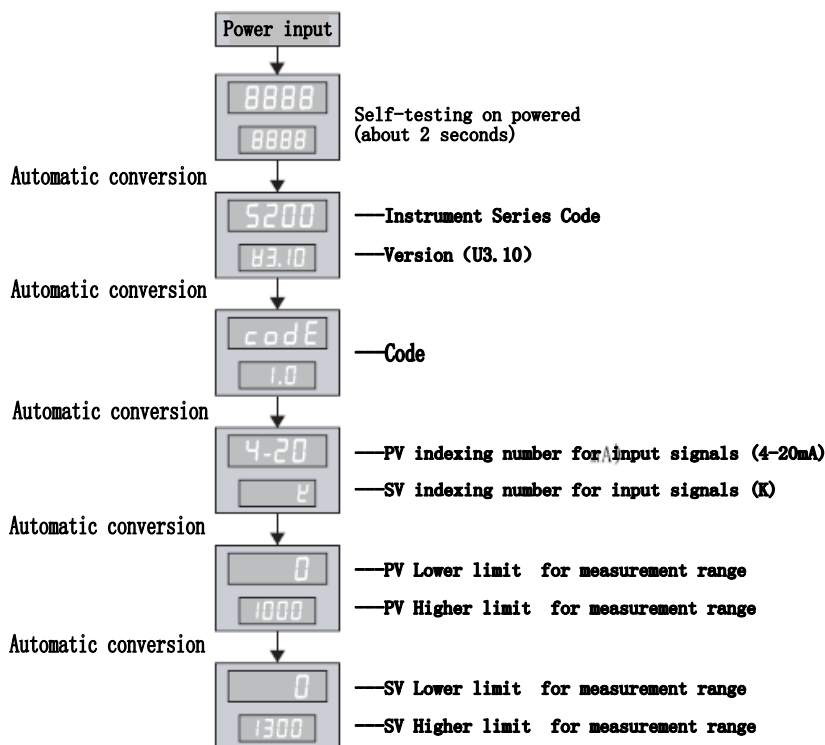 Power input
8888
Self-testing on powered
8888
(about 2 seconds)
Automatic conversion
5200
——Instrument Series Code
U3.10
——Version (U3.10)
Automatic conversion
codE
——Code
1.0
Automatic conversion
4-20
——PV indexing number for input signals (4-20mA)
——SV indexing number for input signals (K)
Automatic conversion
0
——PV Lower limit for measurement range
1000
——PV Higher limit for measurement range
Automatic conversion
0
——SV Lower limit for measurement range
1300
——SV Higher limit for measurement range